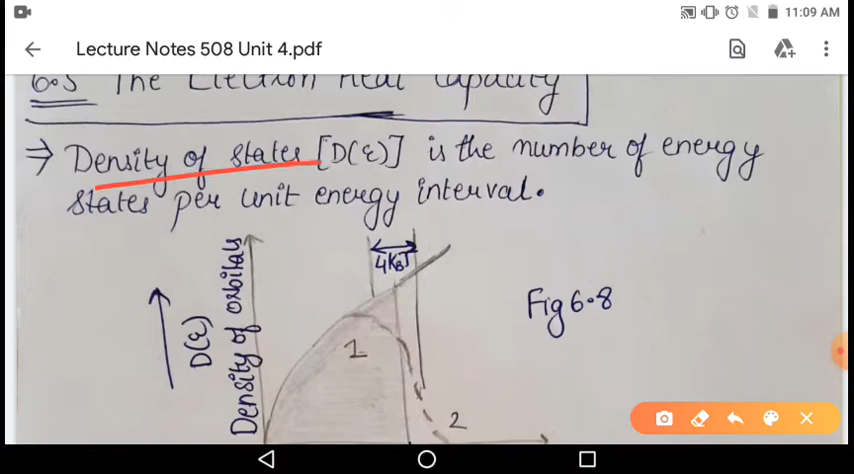 11:09 AM
Lecture Notes 508 Unit 4.pdf
6.5 The Electron Heat Capacity
⇒ Density of states [D(ε)] is the number of energy
states per unit energy interval.
4KBT
D(ε)
Density of orbitals
Fig 6.8
1
2